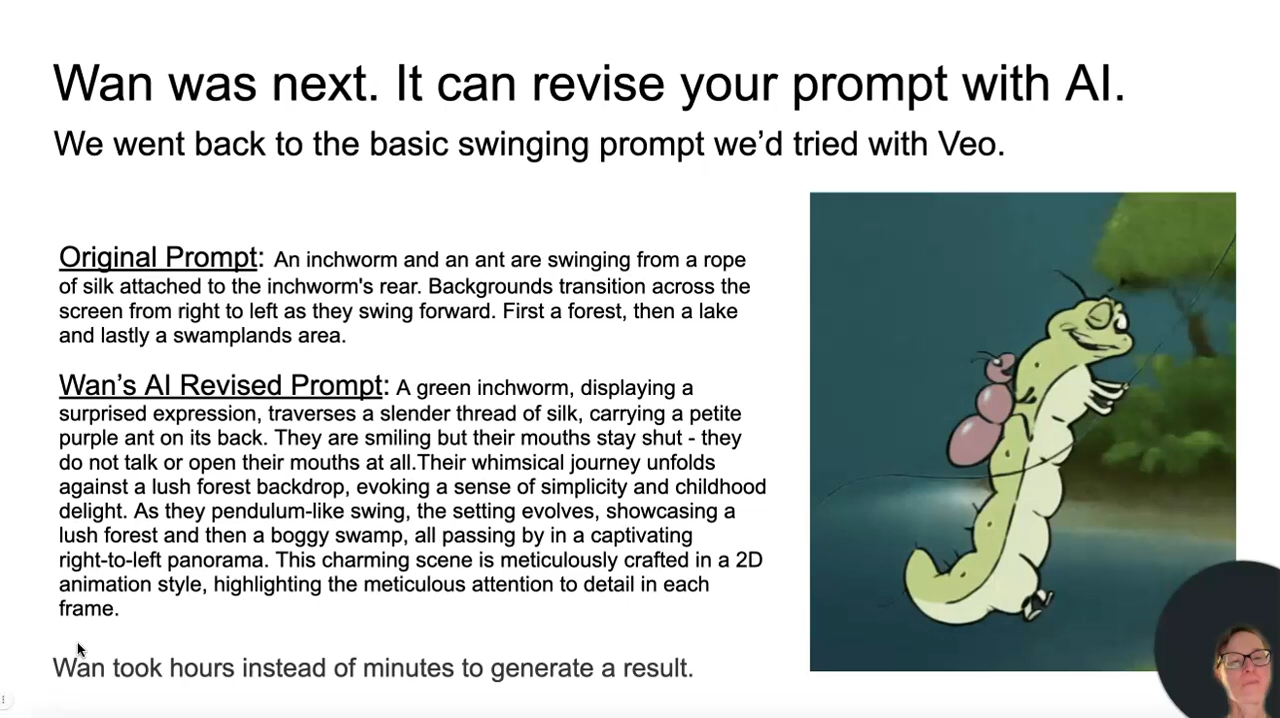 Wan was next. It can revise your prompt with AI.
We went back to the basic swinging prompt we’d tried with Veo.
Original Prompt: An inchworm and an ant are swinging from a rope
of silk attached to the inchworm's rear. Backgrounds transition across the
screen from right to left as they swing forward. First a forest, then a lake
and lastly a swamplands area.
Wan’s AI Revised Prompt: A green inchworm, displaying a
surprised expression, traverses a slender thread of silk, carrying a petite
purple ant on its back. They are smiling but their mouths stay shut - they
do not talk or open their mouths at all.Their whimsical journey unfolds
against a lush forest backdrop, evoking a sense of simplicity and childhood
delight. As they pendulum-like swing, the setting evolves, showcasing a
lush forest and then a boggy swamp, all passing by in a captivating
right-to-left panorama. This charming scene is meticulously crafted in a 2D
animation style, highlighting the meticulous attention to detail in each
frame.
Wan took hours instead of minutes to generate a result.